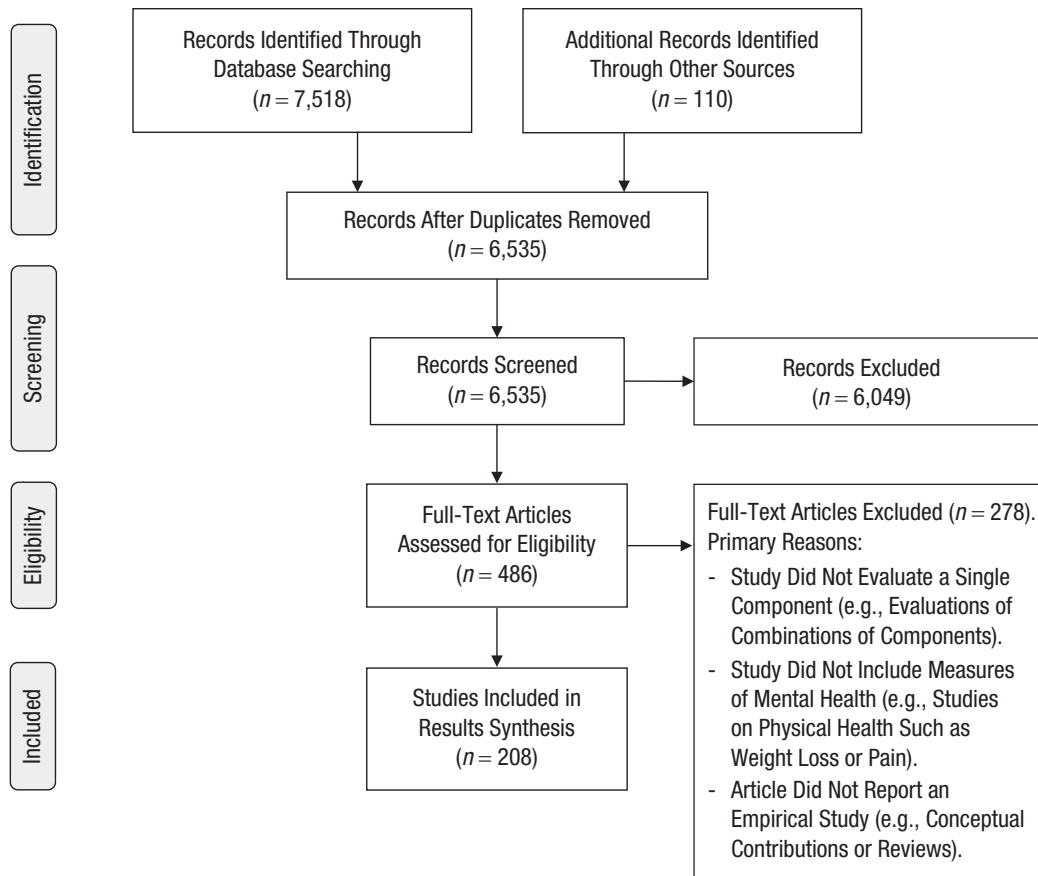 Identification
Records Identified Through
Database Searching
(n = 7,518)
Additional Records Identified
Through Other Sources
(n = 110)
Records After Duplicates Removed
(n = 6,535)
Screening
Records Screened
(n = 6,535)
Records Excluded
(n = 6,049)
Eligibility
Full-Text Articles
Assessed for Eligibility
(n = 486)
Full-Text Articles Excluded (n = 278).
Primary Reasons:
- Study Did Not Evaluate a Single
Component (e.g., Evaluations of
Combinations of Components).
- Study Did Not Include Measures
of Mental Health (e.g., Studies
on Physical Health Such as
Weight Loss or Pain).
- Article Did Not Report an
Empirical Study (e.g., Conceptual
Contributions or Reviews).
Included
Studies Included in
Results Synthesis
(n = 208)